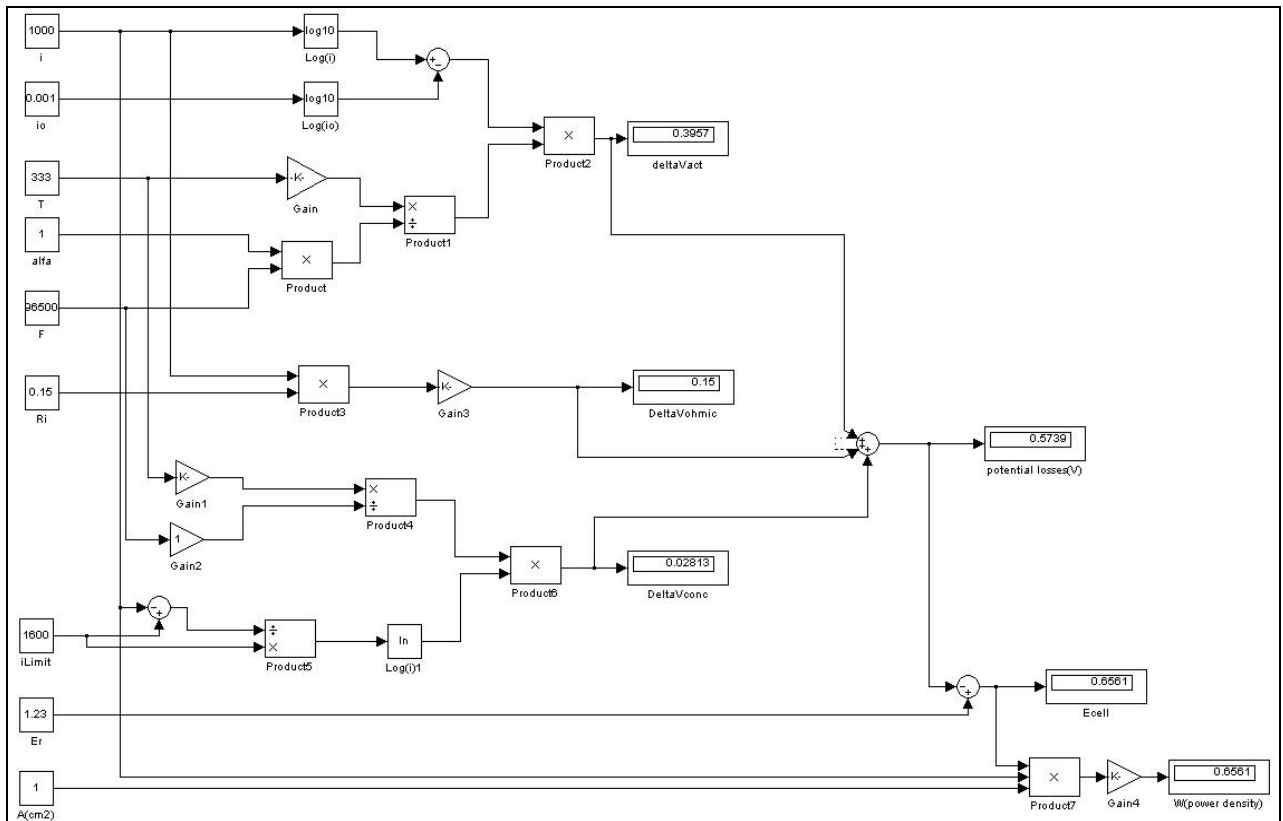 1000
i
log10
Log(i)
0.001
io
log10
Log(io)
+
-
×
Product2
0.3957
deltaVact
333
T
-K-
Gain
×
÷
Product1
1
alfa
×
Product
96500
F
0.15
Ri
×
Product3
K-
Gain3
0.15
DeltaVohmic
+
+
+
0.5739
potential losses(V)
K-
Gain1
×
÷
Product4
1
Gain2
×
Product6
0.02813
DeltaVconc
-
+
1600
iLimit
÷
×
Product5
ln
Log(i)1
1.23
Er
-
+
0.6561
Ecell
1
A(cm2)
×
Product7
K-
Gain4
0.6561
W(power density)